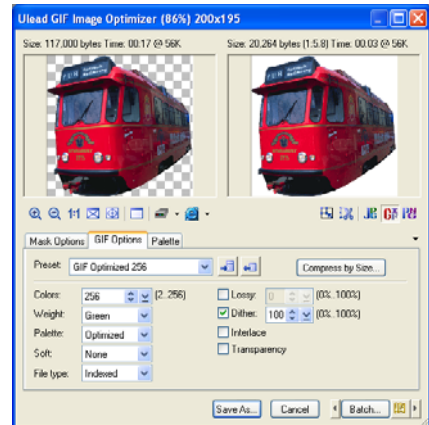 Ulead GIF Image Optimizer (86%) 200x195
Size: 117,000 bytes Time: 00:17 @ 56K Size: 20,264 bytes (1:5.8) Time: 00:03 @ 56K
1:1
Mask Options GIF Options Palette
Preset: GIF Optimized 256 Compress by Size...
Colors: 256 (2..256) Lossy: 0 (0%..100%)
Weight: Green Dither: 100 (0%..100%)
Palette: Optimized Interlace
Soft: None Transparency
File type: Indexed
Save As... Cancel Batch...